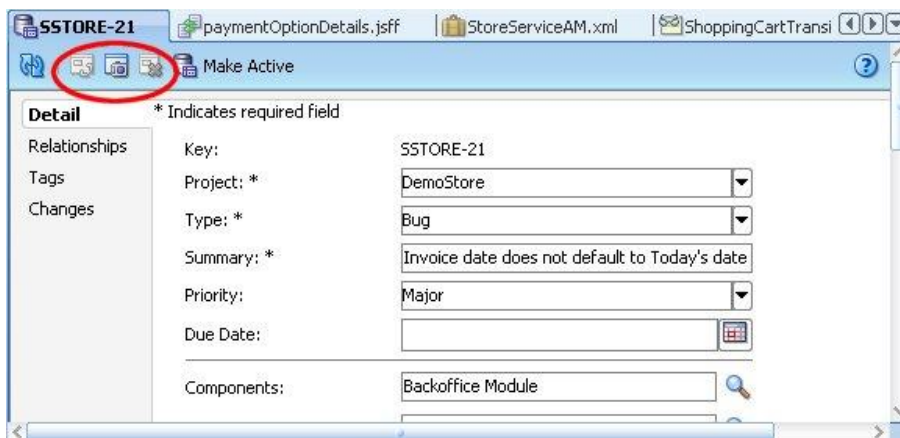 SSTORE-21 paymentOptionDetails.jsff StoreServiceAM.xml ShoppingCartTransi
Make Active
Detail * Indicates required field
Relationships Key: SSTORE-21
Tags Project: * DemoStore
Changes Type: * Bug
Summary: * Invoice date does not default to Today's date
Priority: Major
Due Date:
Components: Backoffice Module